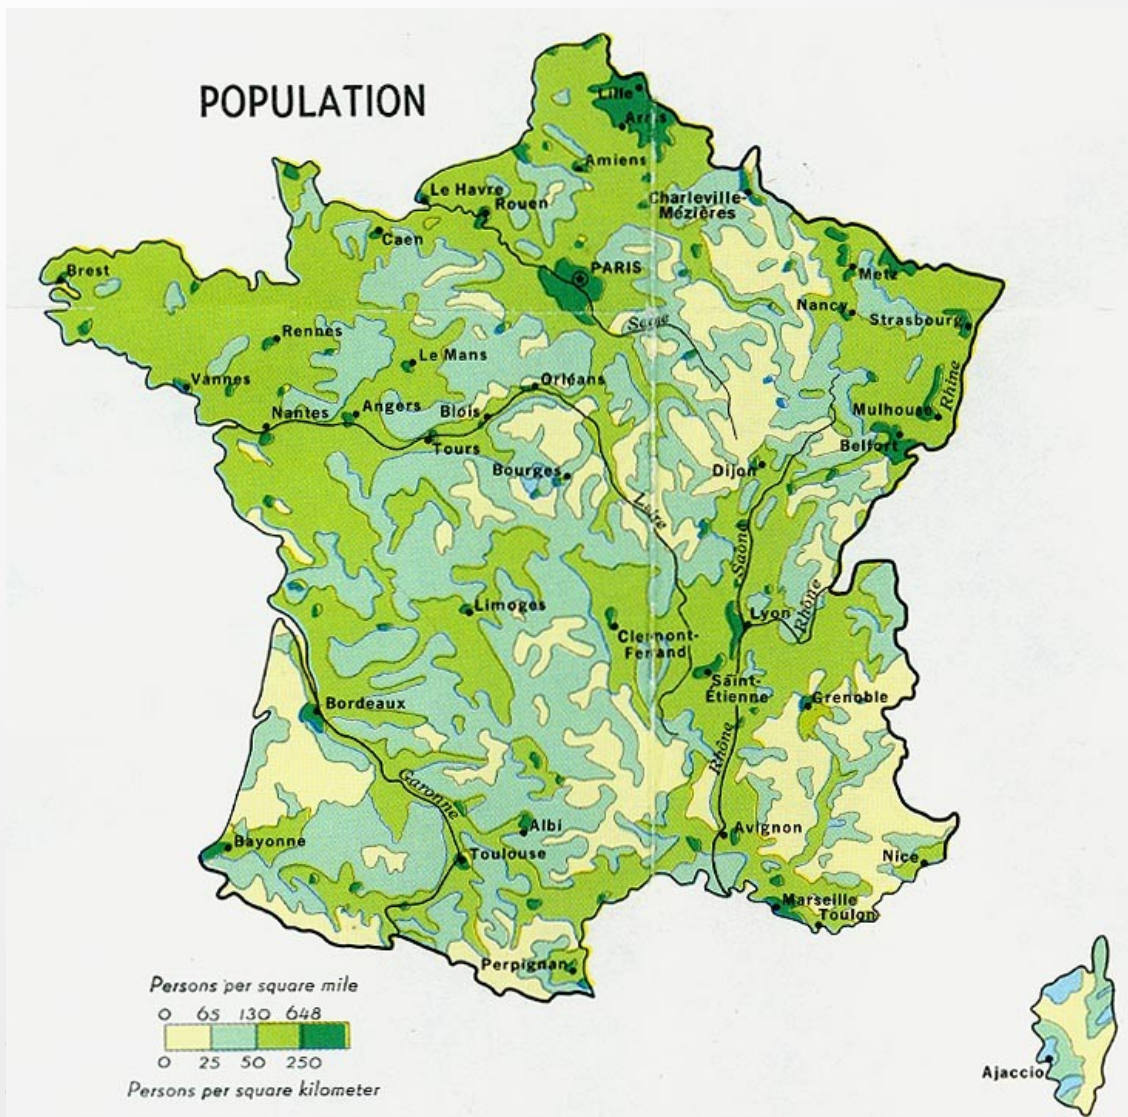 POPULATION
Lille
Arras
Amiens
Le Havre
Rouen
Charleville-
Mézières
Caen
Brest
PARIS
Metz
Nancy
Strasbourg
Seine
Rennes
Le Mans
Orléans
Vannes
Nantes
Angers
Blois
Tours
Mulhouse
Rhine
Belfort
Bourges
Dijon
Loire
Saône
Limoges
Clermont-
Ferrand
Lyon
Rhône
Saint-
Étienne
Grenoble
Bordeaux
Rhône
Garonne
Albi
Avignon
Bayonne
Toulouse
Nice
Marseille
Toulon
Perpignan
Ajaccio
Persons per square mile
0 65 130 648
0 25 50 250
Persons per square kilometer